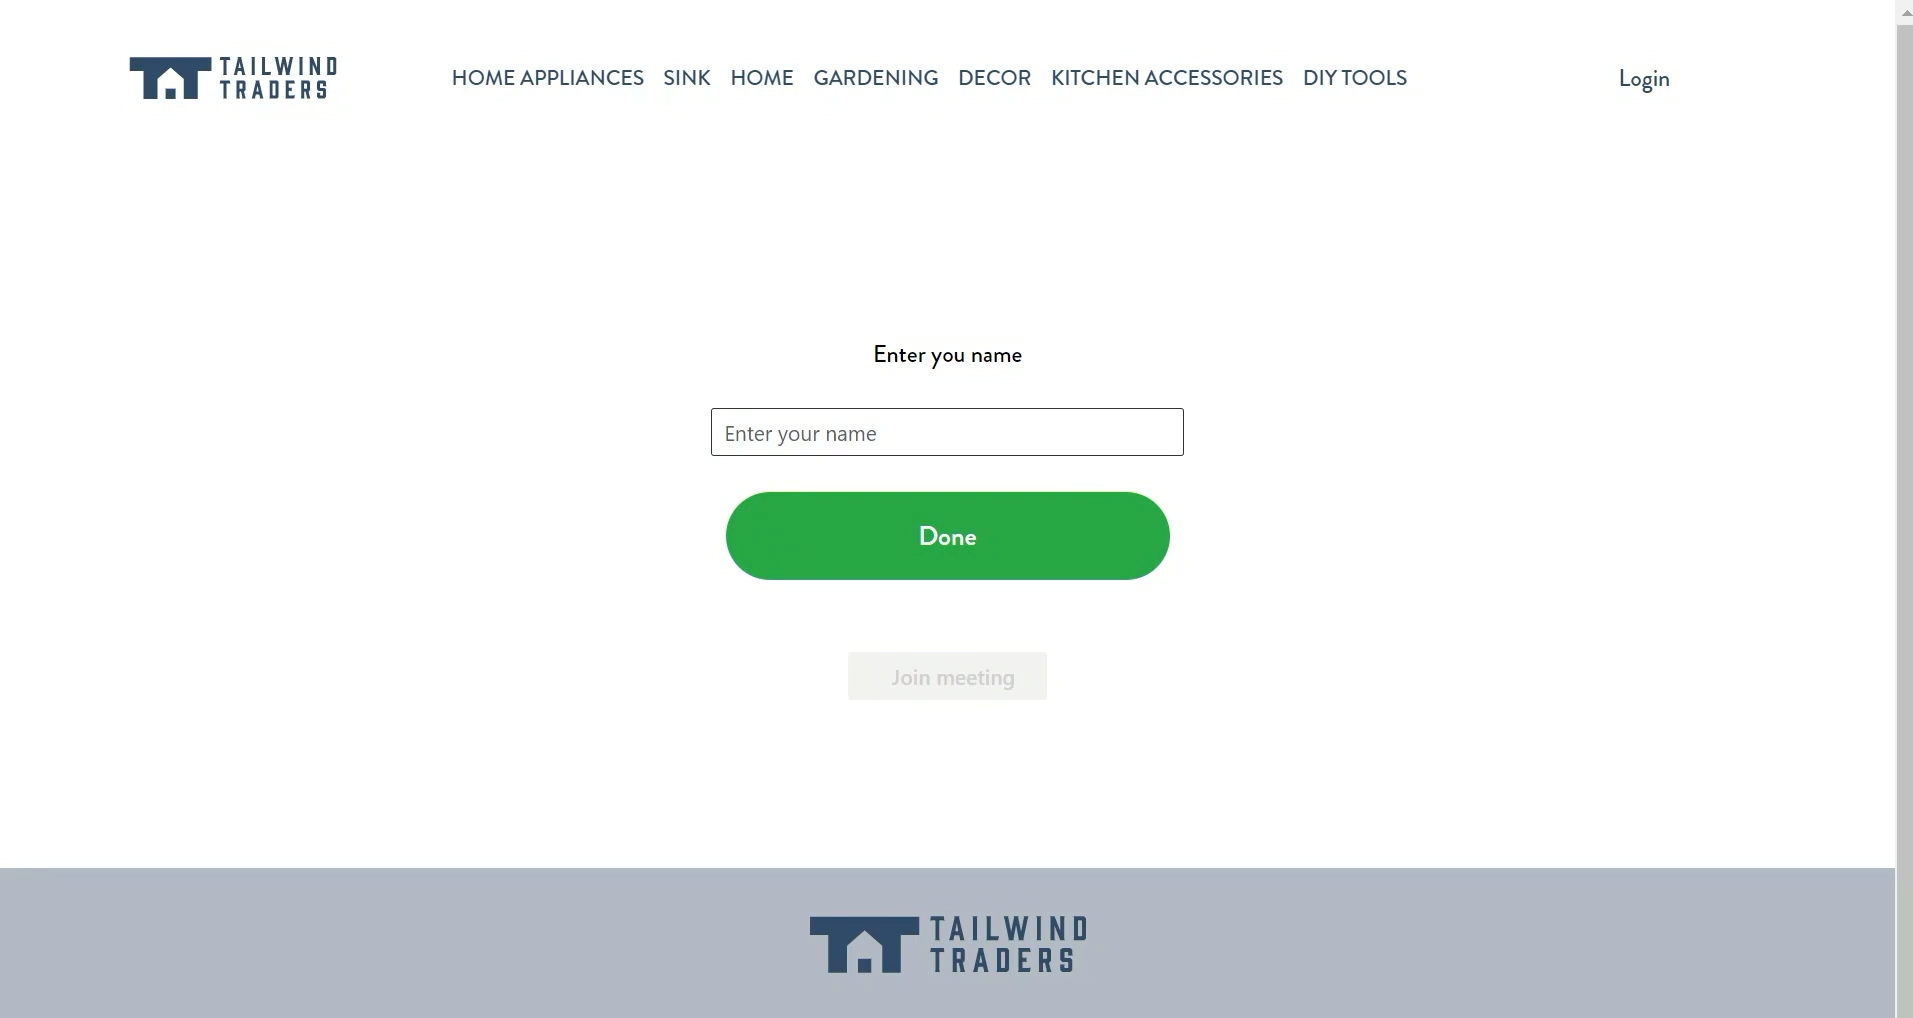 TAILWIND
TRADERS
HOME APPLIANCES SINK HOME GARDENING DECOR KITCHEN ACCESSORIES DIY TOOLS
Login
Enter you name
Enter your name
Done
Join meeting
TAILWIND
TRADERS